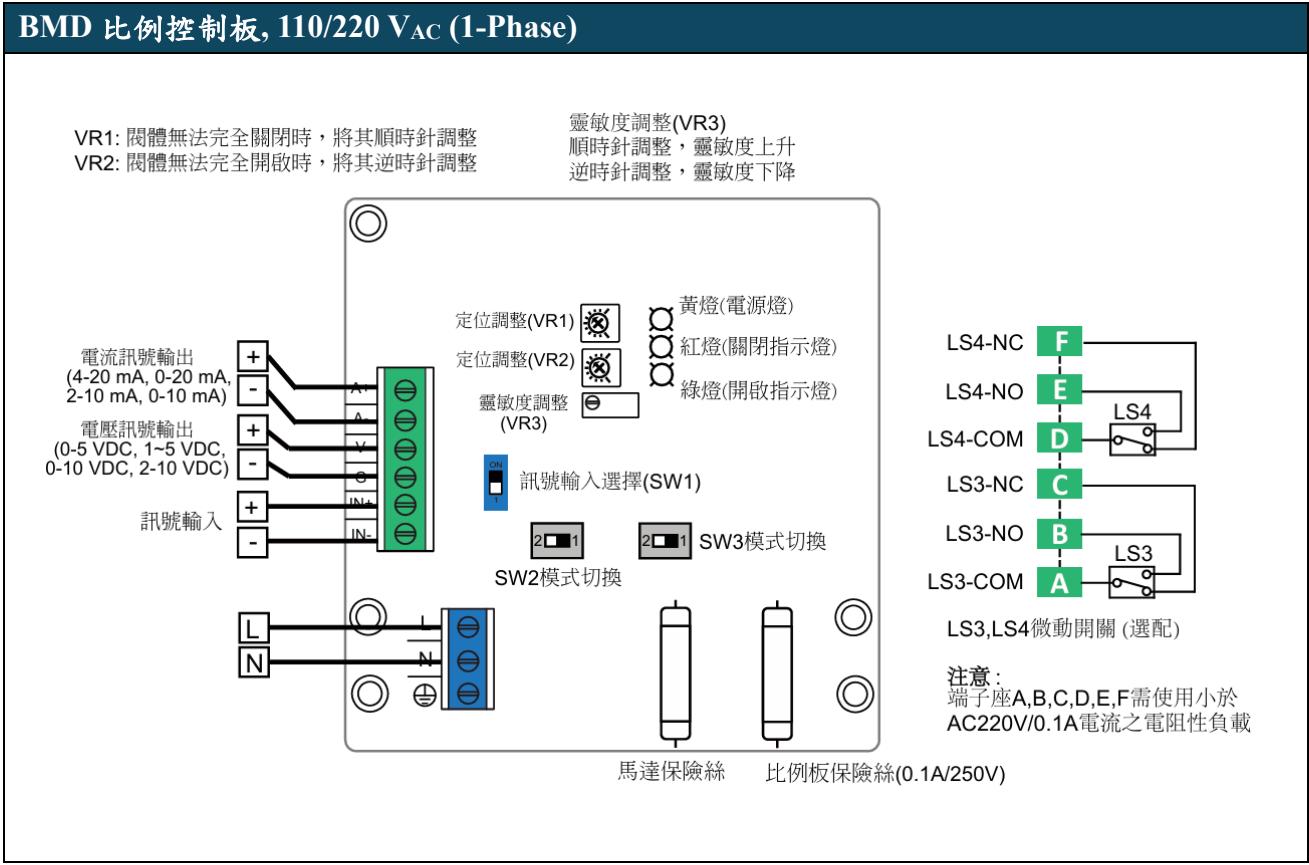 BMD 比例控制板, 110/220 VAC (1-Phase)
VR1: 閥體無法完全關閉時，將其順時針調整
VR2: 閥體無法完全開啟時，將其逆時針調整
靈敏度調整(VR3)
順時針調整，靈敏度上升
逆時針調整，靈敏度下降
定位調整(VR1)
定位調整(VR2)
靈敏度調整
(VR3)
黃燈(電源燈)
紅燈(關閉指示燈)
綠燈(開啟指示燈)
電流訊號輸出
(4-20 mA, 0-20 mA,
2-10 mA, 0-10 mA)
電壓訊號輸出
(0-5 VDC, 1~5 VDC,
0-10 VDC, 2-10 VDC)
訊號輸入
+
-
+
-
+
-
A+
A-
V
G
IN+
IN-
ON
1
訊號輸入選擇(SW1)
2 1
SW2模式切換
2 1
SW3模式切換
L
N
L
N
馬達保險絲
比例板保險絲(0.1A/250V)
LS4-NC F
LS4-NO E
LS4-COM D
LS4
LS3-NC C
LS3-NO B
LS3-COM A
LS3
LS3,LS4微動開關 (選配)
注意:
端子座A,B,C,D,E,F需使用小於
AC220V/0.1A電流之電阻性負載